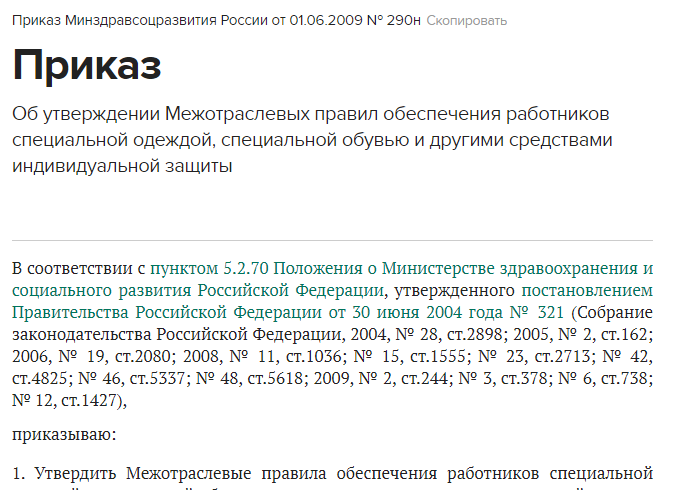 Приказ Минздравсоцразвития России от 01.06.2009 № 290н Скопировать
Приказ
Об утверждении Межотраслевых правил обеспечения работников
специальной одеждой, специальной обувью и другими средствами
индивидуальной защиты
В соответствии с пунктом 5.2.70 Положения о Министерстве здравоохранения и
социального развития Российской Федерации, утвержденного постановлением
Правительства Российской Федерации от 30 июня 2004 года № 321 (Собрание
законодательства Российской Федерации, 2004, № 28, ст.2898; 2005, № 2, ст.162;
2006, № 19, ст.2080; 2008, № 11, ст.1036; № 15, ст.1555; № 23, ст.2713; № 42,
ст.4825; № 46, ст.5337; № 48, ст.5618; 2009, № 2, ст.244; № 3, ст.378; № 6, ст.738;
№ 12, ст.1427),
приказываю:
1. Утвердить Межотраслевые правила обеспечения работников специальной